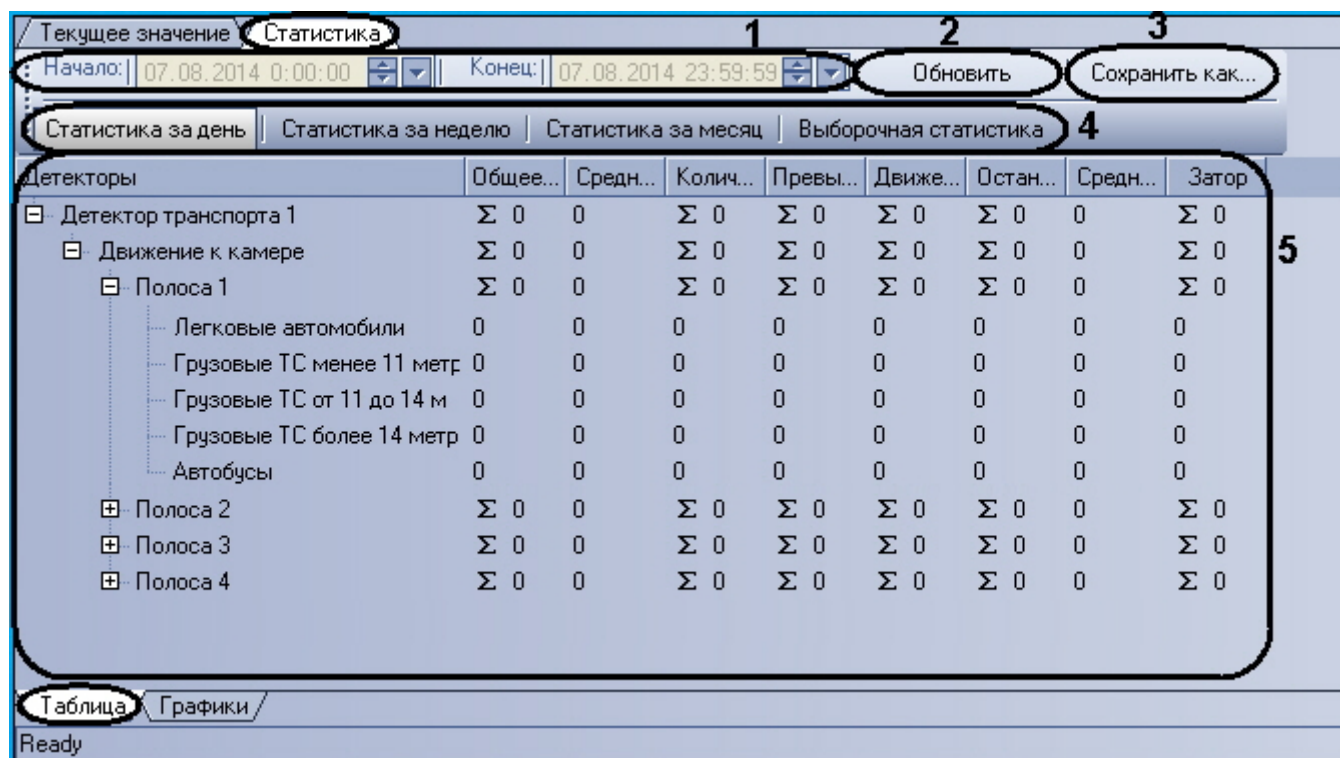 Текущее значение Статистика 1 2 3
Начало: 07.08.2014 0:00:00 Конец: 07.08.2014 23:59:59 Обновить Сохранить как...
Статистика за день Статистика за неделю Статистика за месяц Выборочная статистика 4
Детекторы Общее... Средн... Колич... Превы... Движе... Остан... Средн... Затор
Детектор транспорта 1 Σ 0 0 Σ 0 Σ 0 Σ 0 Σ 0 0 Σ 0
Движение к камере Σ 0 0 Σ 0 Σ 0 Σ 0 Σ 0 0 Σ 0 5
Полоса 1 Σ 0 0 Σ 0 Σ 0 Σ 0 Σ 0 0 Σ 0
Легковые автомобили 0 0 0 0 0 0 0 0
Грузовые ТС менее 11 метр 0 0 0 0 0 0 0 0
Грузовые ТС от 11 до 14 м 0 0 0 0 0 0 0 0
Грузовые ТС более 14 метр 0 0 0 0 0 0 0 0
Автобусы 0 0 0 0 0 0 0 0
Полоса 2 Σ 0 0 Σ 0 Σ 0 Σ 0 Σ 0 0 Σ 0
Полоса 3 Σ 0 0 Σ 0 Σ 0 Σ 0 Σ 0 0 Σ 0
Полоса 4 Σ 0 0 Σ 0 Σ 0 Σ 0 Σ 0 0 Σ 0
Таблица Графики
Ready